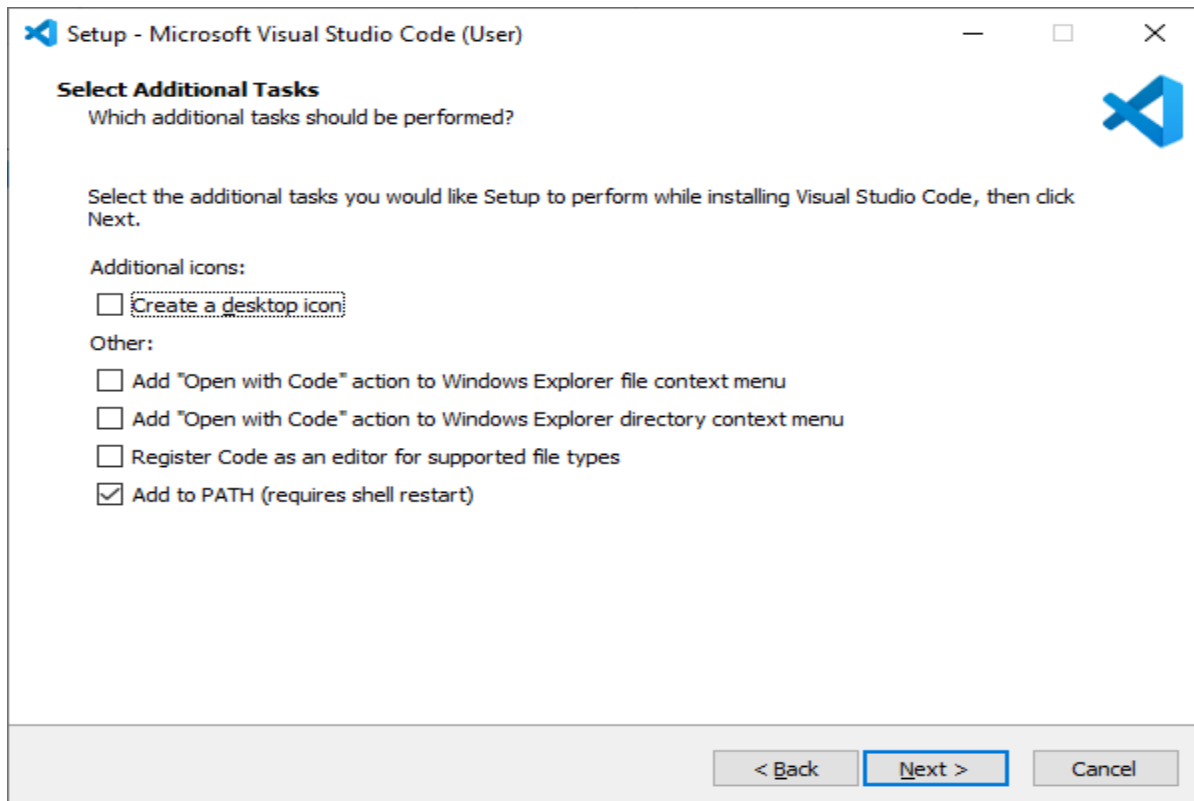 Setup - Microsoft Visual Studio Code (User)
Select Additional Tasks
Which additional tasks should be performed?
Select the additional tasks you would like Setup to perform while installing Visual Studio Code, then click
Next.
Additional icons:
Create a desktop icon
Other:
Add "Open with Code" action to Windows Explorer file context menu
Add "Open with Code" action to Windows Explorer directory context menu
Register Code as an editor for supported file types
Add to PATH (requires shell restart)
< Back Next > Cancel